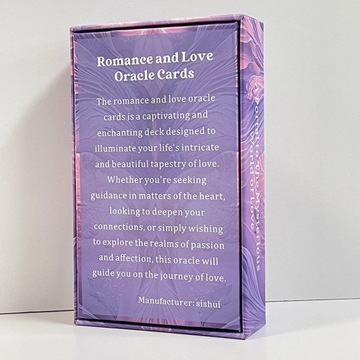 Romance and Love
Oracle Cards
The romance and love oracle
cards is a captivating and
enchanting deck designed to
illuminate your life's intricate
and beautiful tapestry of love.
Whether you're seeking
guidance in matters of the heart,
looking to deepen your
connections, or simply wishing
to explore the realms of passion
and affection, this oracle will
guide you on the journey of love.
Manufacturer: sishui